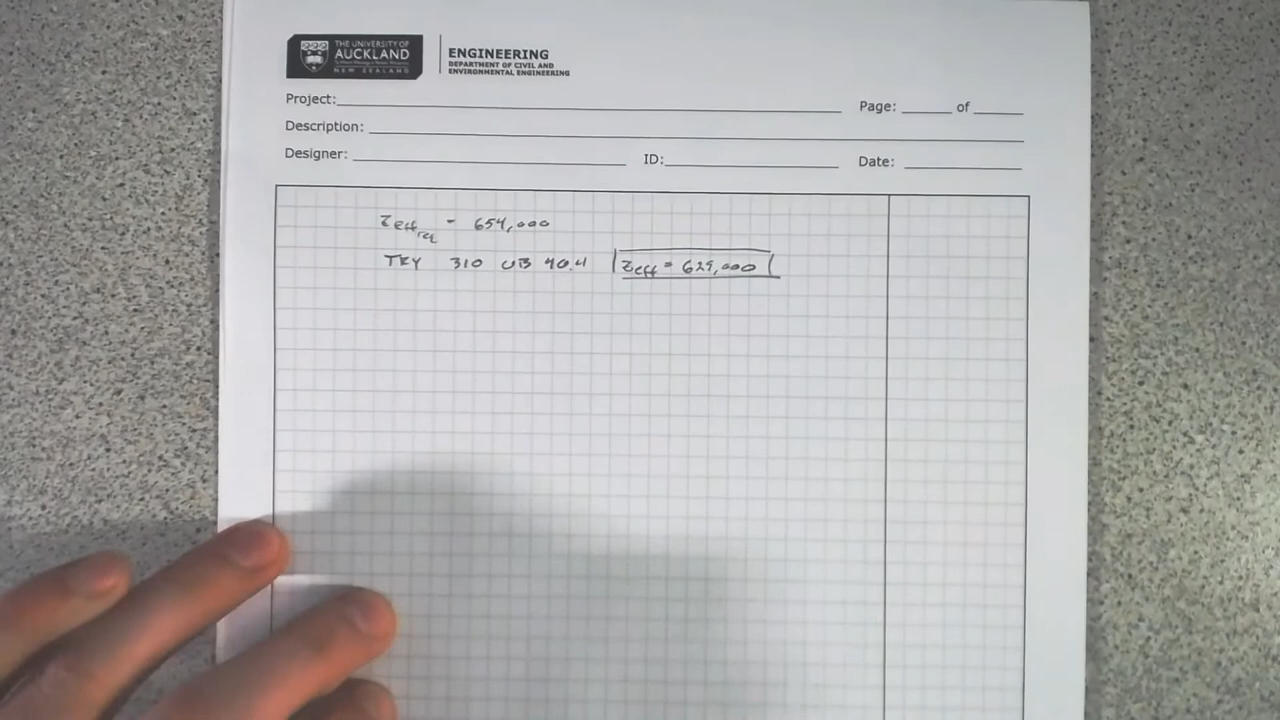 THE UNIVERSITY OF
AUCKLAND
NEW ZEALAND
ENGINEERING
DEPARTMENT OF CIVIL AND
ENVIRONMENTAL ENGINEERING
Project: Page: of
Description:
Designer: ID: Date:
Zeff = 654,000
TRY 310 UB 40.4 Zeff = 629,000